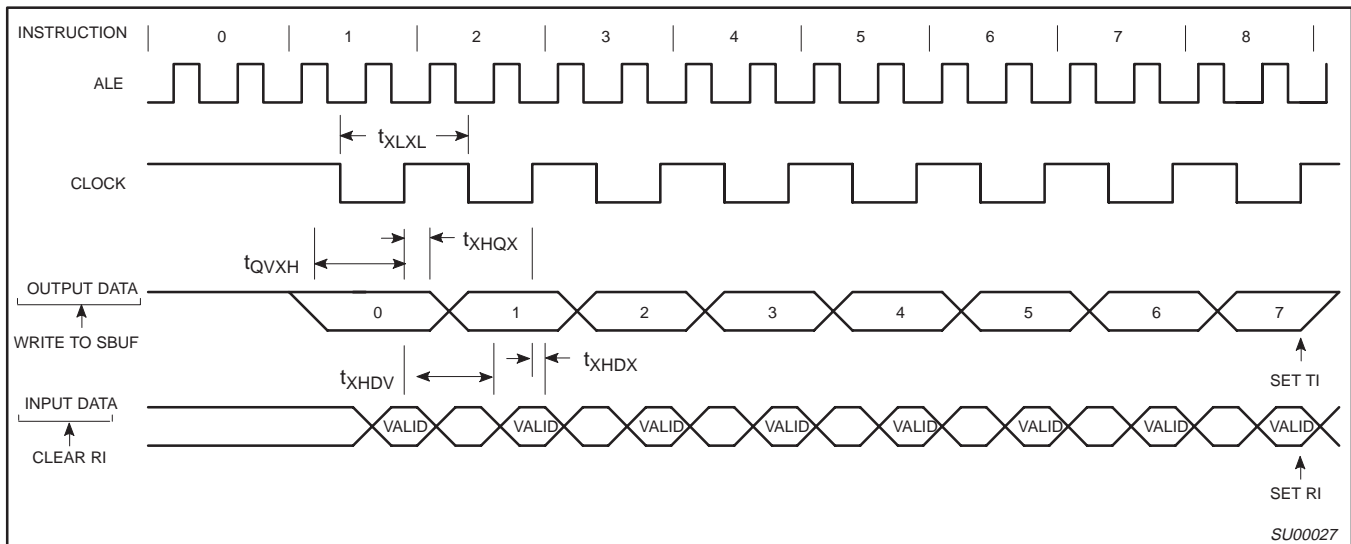 INSTRUCTION 0 1 2 3 4 5 6 7 8
ALE
tXLXL
CLOCK
tXHQX
tQVXH
OUTPUT DATA
0 1 2 3 4 5 6 7
WRITE TO SBUF
tXHDX
tXHDV
SET TI
INPUT DATA
VALID VALID VALID VALID VALID VALID VALID VALID
CLEAR RI
SET RI
SU00027